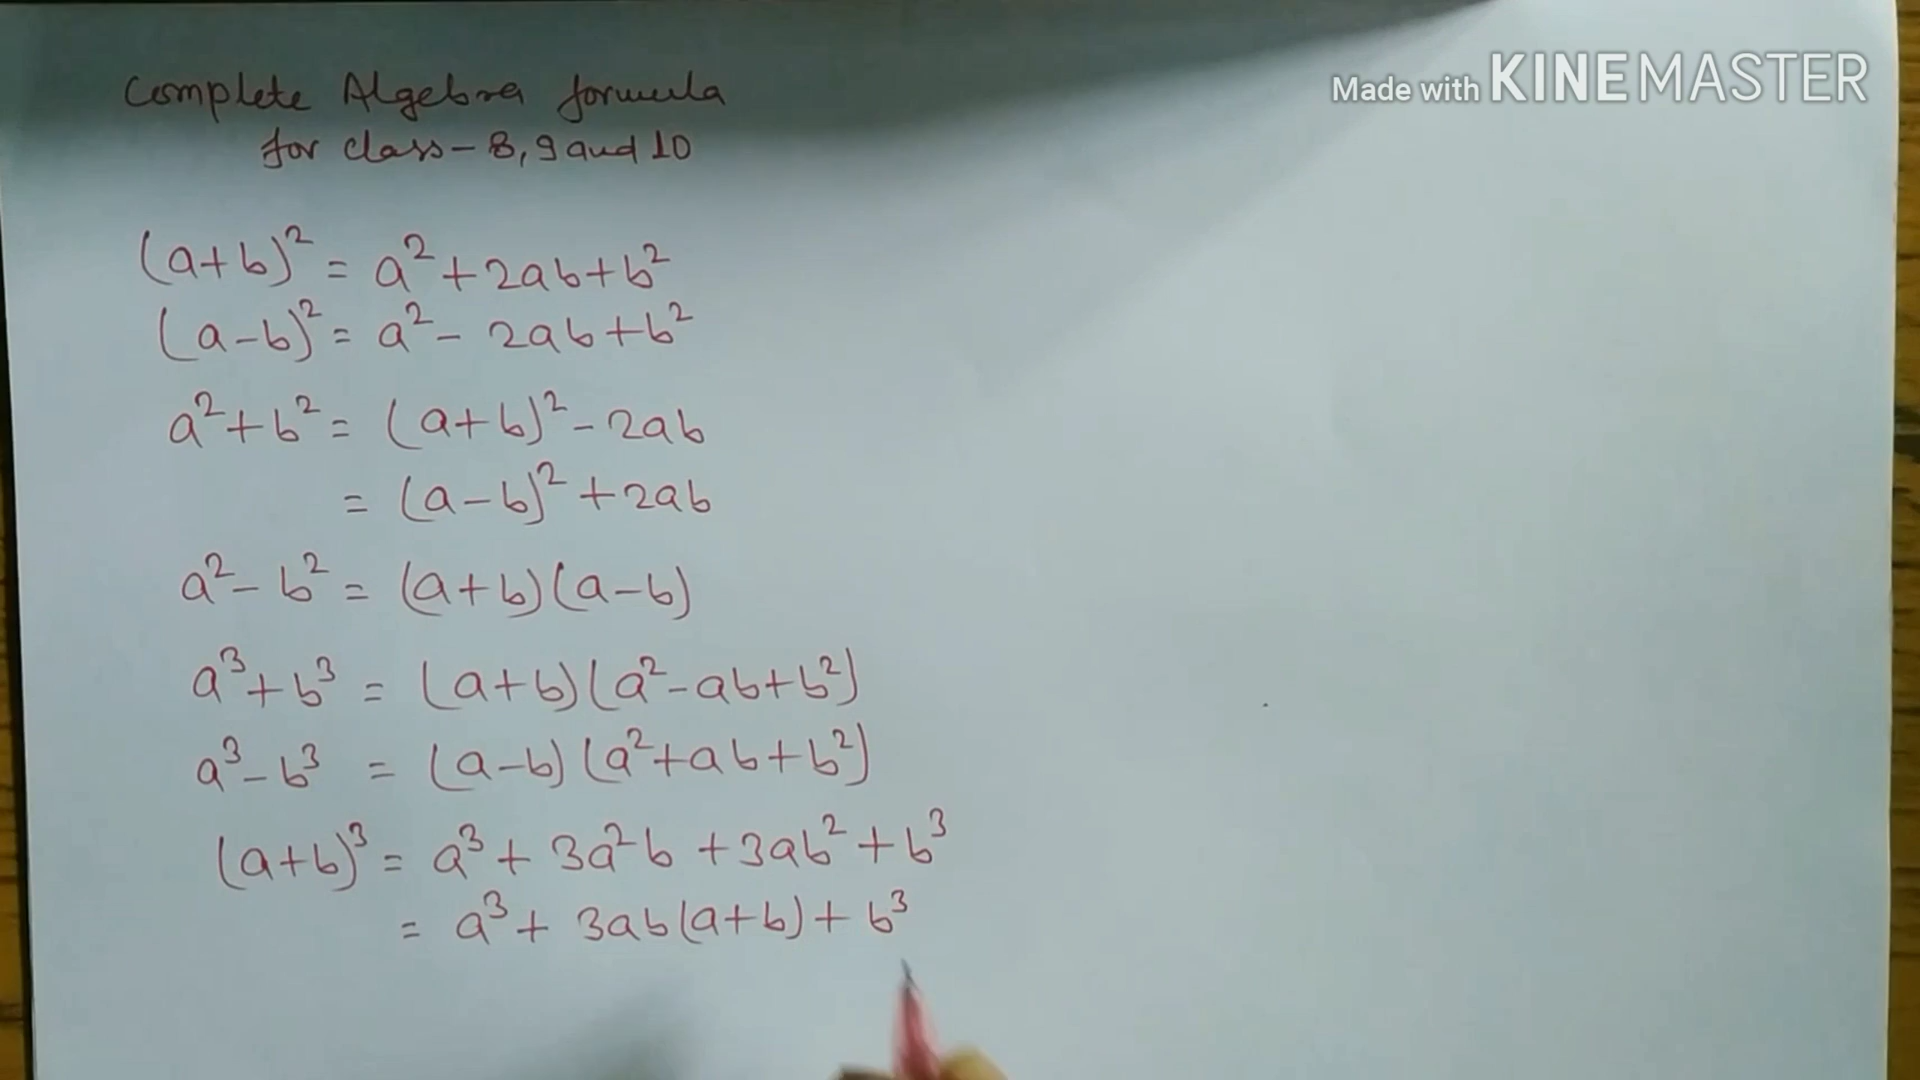 Complete Algebra formula
for class-8,9 and 10
Made with KINEMASTER
(a+b)² = a²+2ab+b²
(a-b)² = a²- 2ab+b²
a²+b² = (a+b)²-2ab
= (a-b)²+2ab
a²-b² = (a+b)(a-b)
a³+b³ = (a+b)(a²-ab+b²)
a³-b³ = (a-b)(a²+ab+b²)
(a+b)³ = a³+ 3a²b +3ab²+b³
= a³+ 3ab(a+b)+ b³